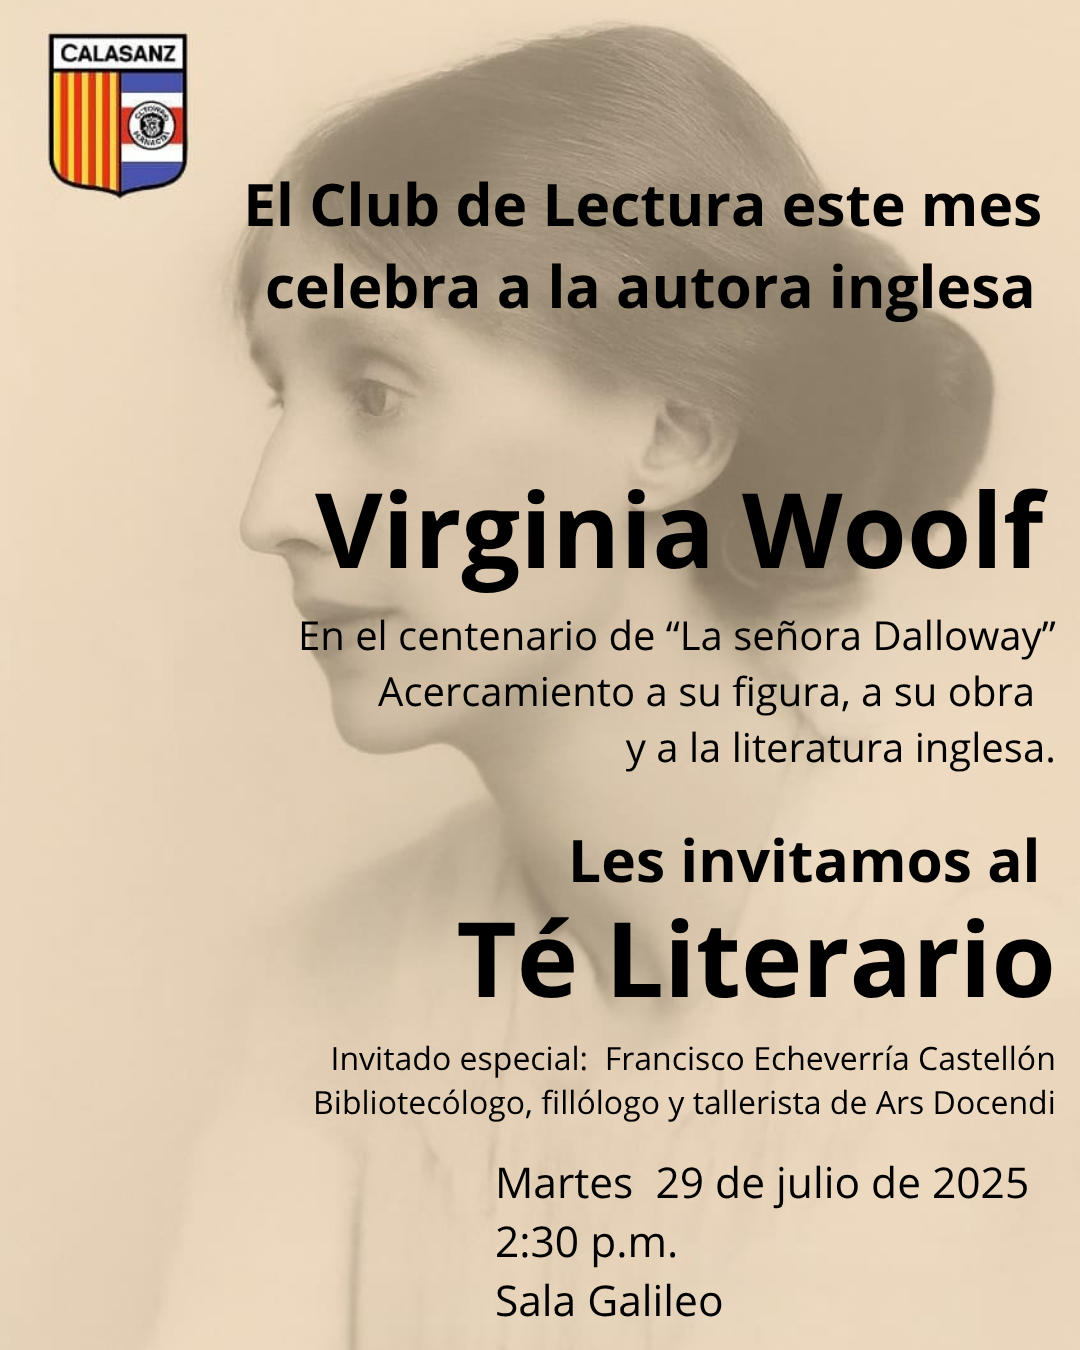 CALASANZ
El Club de Lectura este mes
celebra a la autora inglesa
Virginia Woolf
En el centenario de “La señora Dalloway”
Acercamiento a su figura, a su obra
y a la literatura inglesa.
Les invitamos al
Té Literario
Invitado especial: Francisco Echeverría Castellón
Bibliotecólogo, fillólogo y tallerista de Ars Docendi
Martes 29 de julio de 2025
2:30 p.m.
Sala Galileo